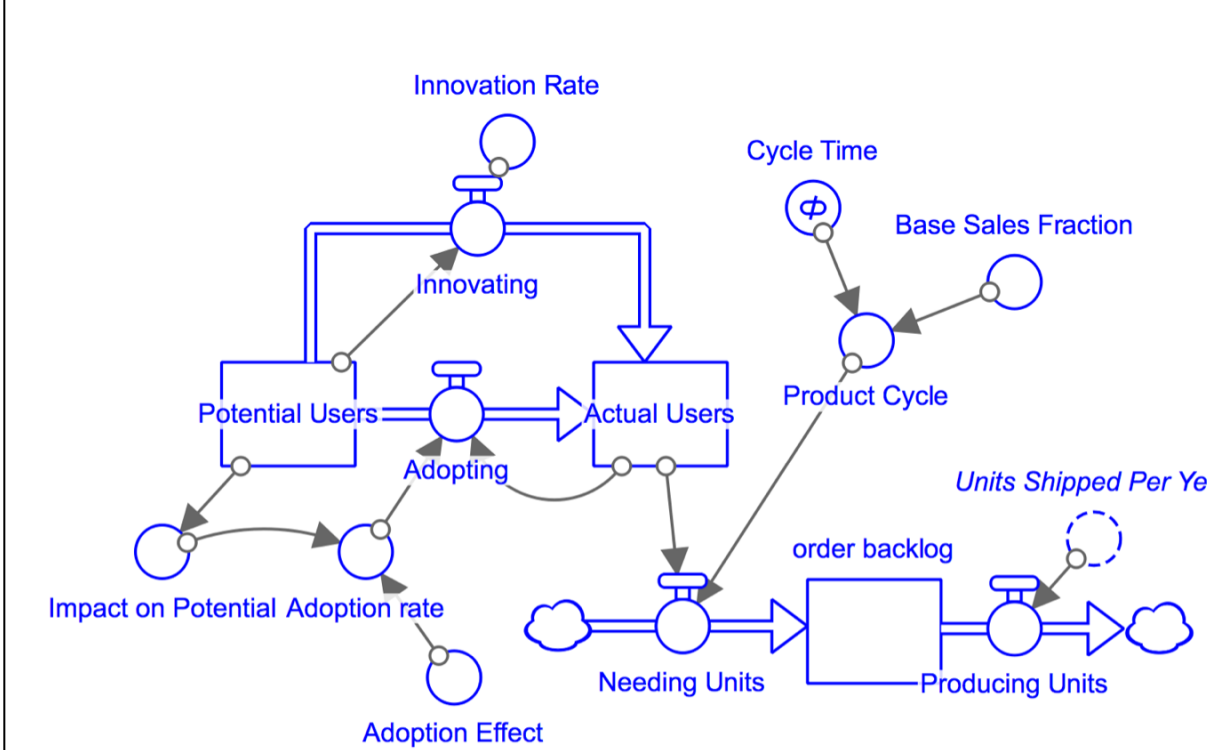 Innovation Rate
Cycle Time
Base Sales Fraction
Innovating
Product Cycle
Potential Users
Actual Users
Adopting
Units Shipped Per Ye
order backlog
Impact on Potential
Adoption rate
Needing Units
Producing Units
Adoption Effect